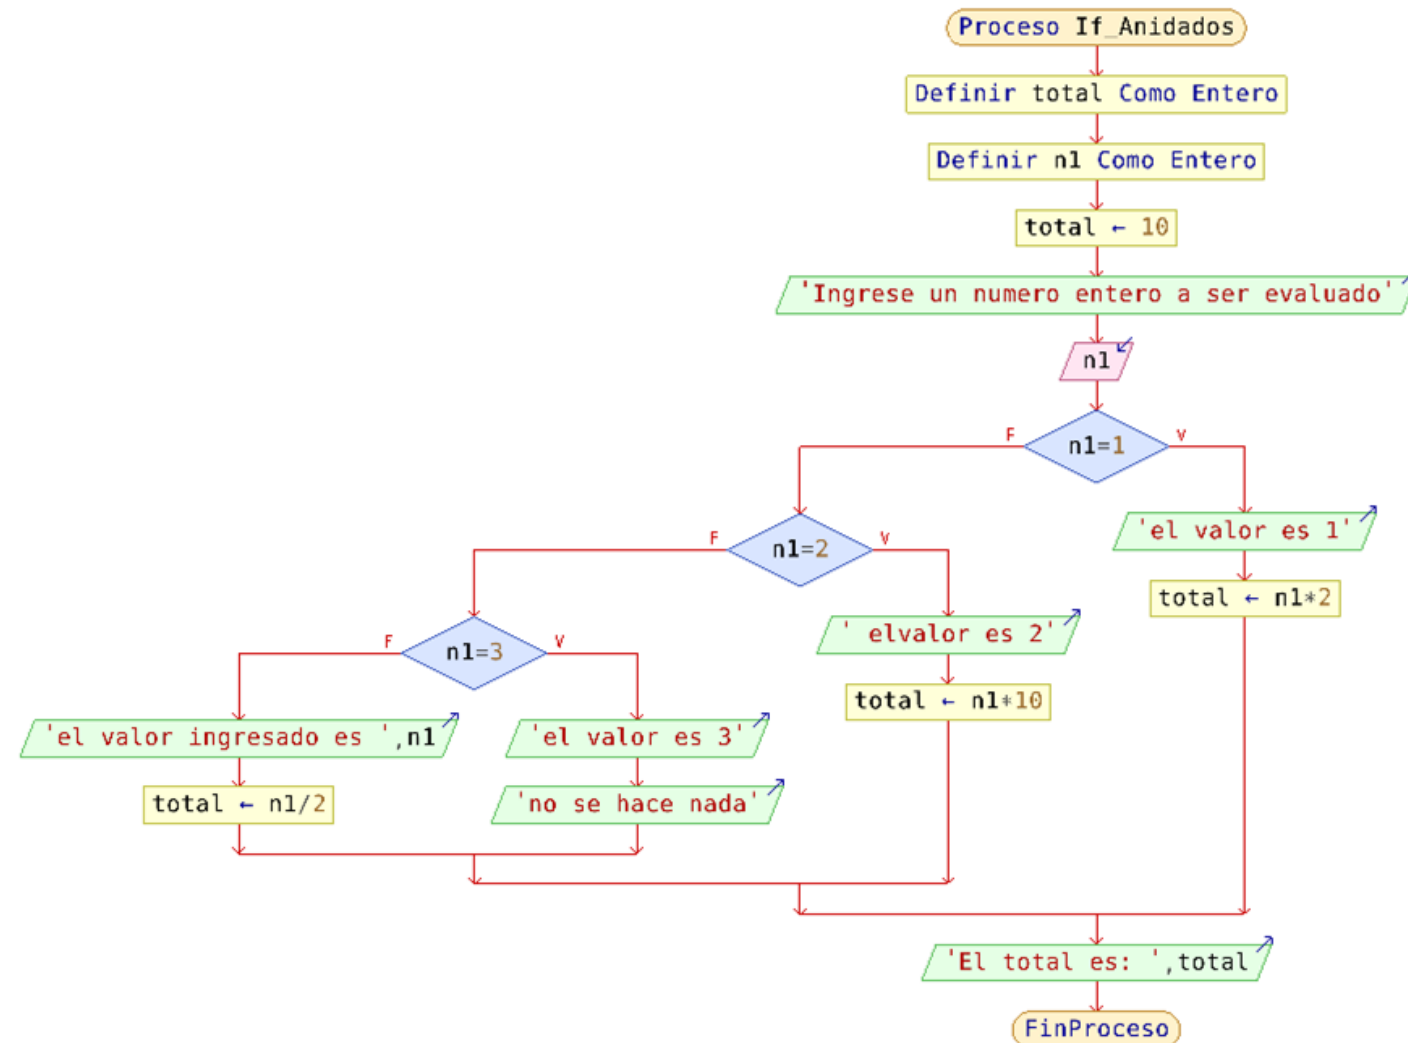 Proceso If_Anidados
Definir total Como Entero
Definir n1 Como Entero
total ← 10
'Ingrese un numero entero a ser evaluado'
n1
n1=1
F
V
'el valor es 1'
total ← n1*2
n1=2
F
V
' elvalor es 2'
total ← n1*10
n1=3
F
V
'el valor ingresado es ',n1
total ← n1/2
'el valor es 3'
'no se hace nada'
'El total es: ',total
FinProceso